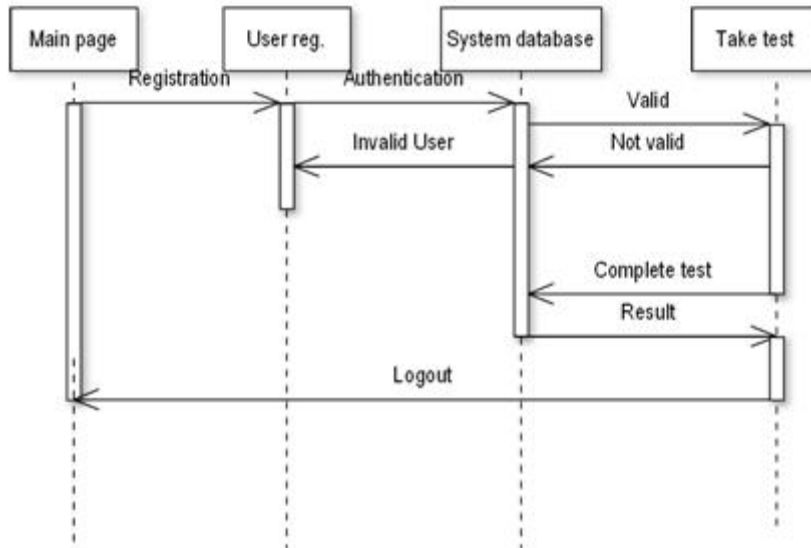 Main page
User reg.
System database
Take test
Registration
Authentication
Valid
Invalid User
Not valid
Complete test
Result
Logout